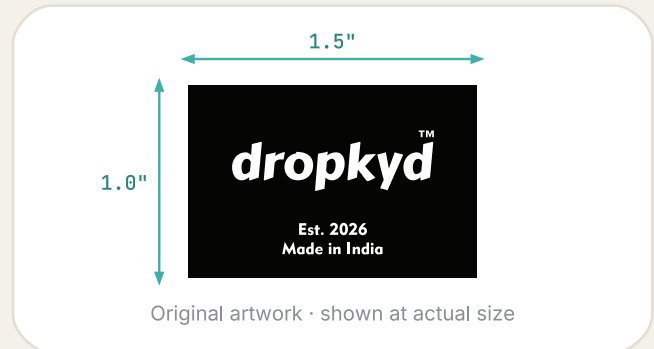 1.5"
1.0"
dropkyd™
Est. 2026
Made in India
Original artwork · shown at actual size